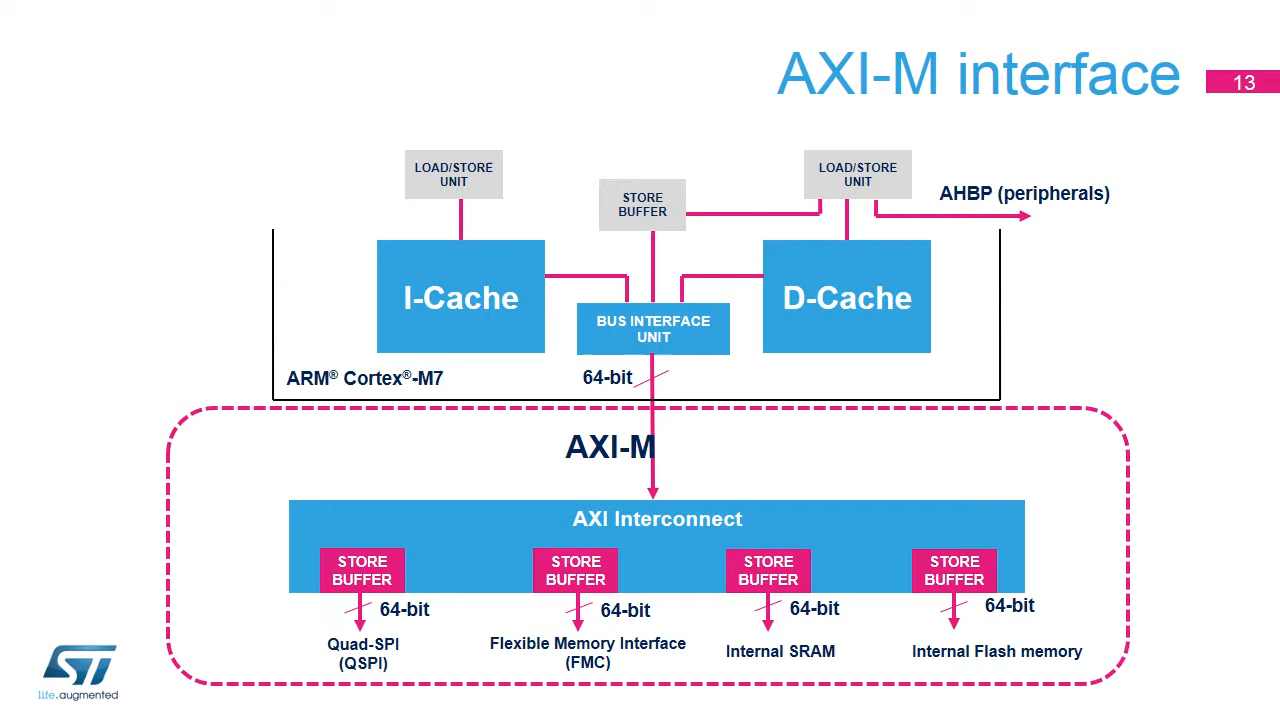 AXI-M interface
13
LOAD/STORE
UNIT
STORE
BUFFER
LOAD/STORE
UNIT
AHBP (peripherals)
I-Cache
D-Cache
BUS INTERFACE
UNIT
ARM® Cortex®-M7
64-bit
AXI-M
AXI Interconnect
STORE
BUFFER
STORE
BUFFER
STORE
BUFFER
STORE
BUFFER
64-bit
64-bit
64-bit
64-bit
Quad-SPI
(QSPI)
Flexible Memory Interface
(FMC)
Internal SRAM
Internal Flash memory
ST
life.augmented